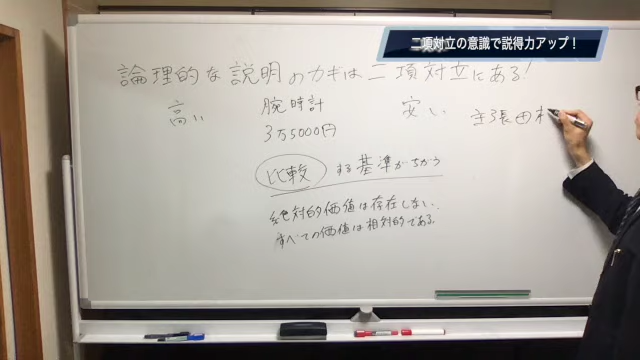 二項対立の意識で説得力アップ！
論理的な説明のカギは二項対立にある！
高い 腕時計 安い 主張⊕
3万5000円
比較する基準がちがう
絶対的価値は存在しない.
すべての価値は相対的である.